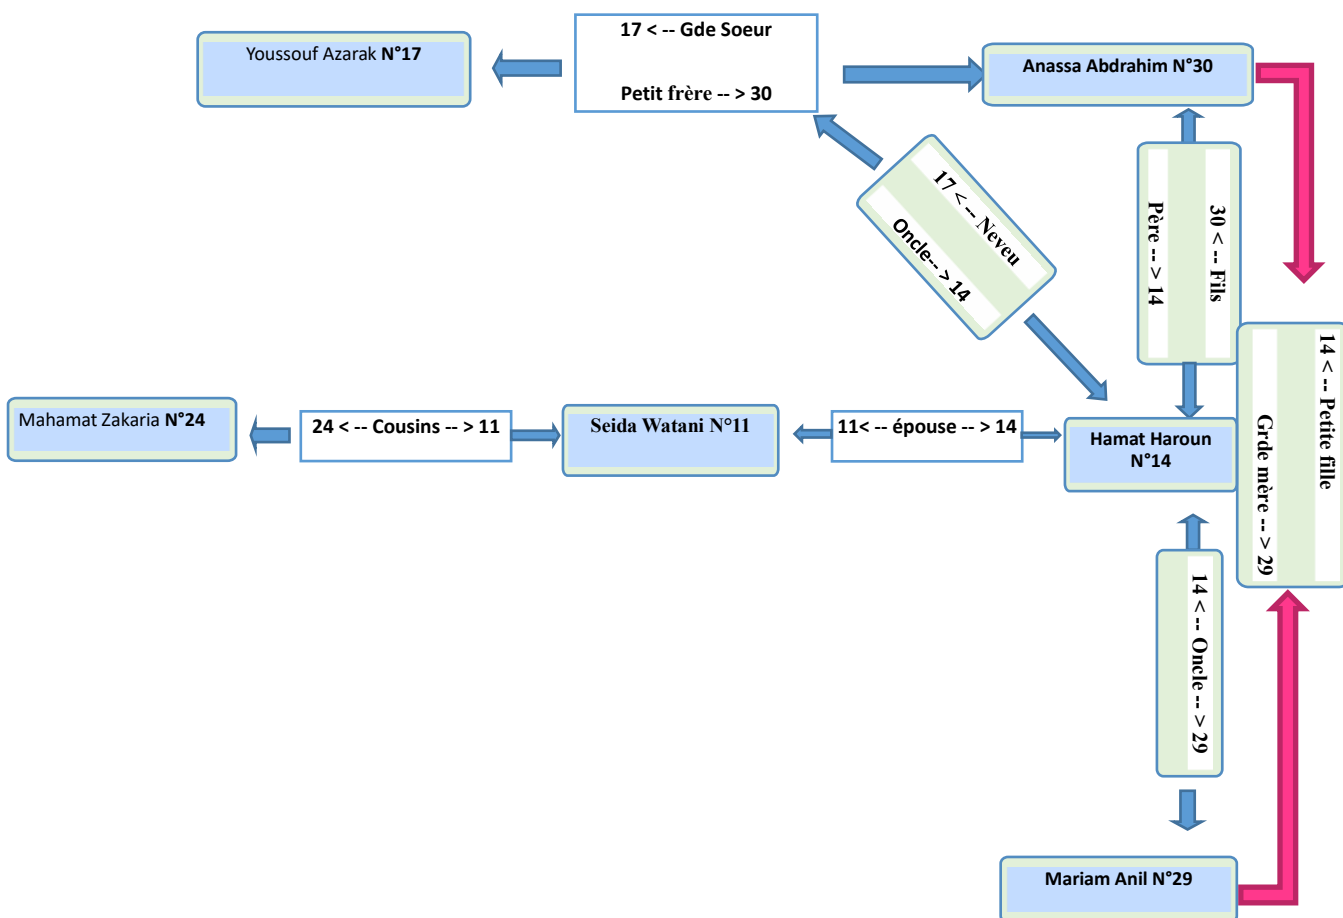 17 < -- Gde Soeur
Petit frère -- > 30
Youssouf Azarak N°17
Anassa Abdrahim N°30
17 < -- Neveu
Oncle-- > 14
30 < -- Fils
Père -- > 14
14 < -- Petite fille
Grde mère -- > 29
Mahamat Zakaria N°24
24 < -- Cousins -- > 11
Seida Watani N°11
11< -- épouse -- > 14
Hamat Haroun
N°14
14 < -- Oncle -- > 29
Mariam Anil N°29